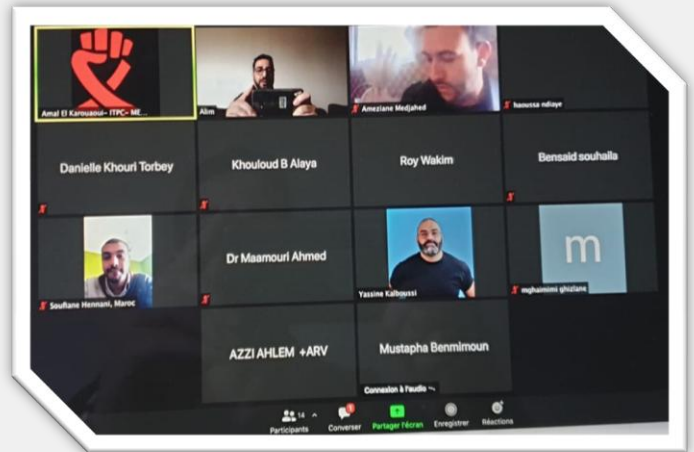 Amal El Karouaoui- ITPC- ME...
Alim
Ameziane Medjahed
haoussa ndiaye
Danielle Khouri Torbey
Khouloud B Alaya
Roy Wakim
Bensaid souhaila
Soufiane Hennani, Maroc
Dr Maamouri Ahmed
Yassine Kalboussi
m
mghaimimi ghizlane
AZZI AHLEM +ARV
Mustapha Benmimoun
Connexion à l'audio
14
Participants
Converser
Partager l'écran
Enregistrer
Réactions